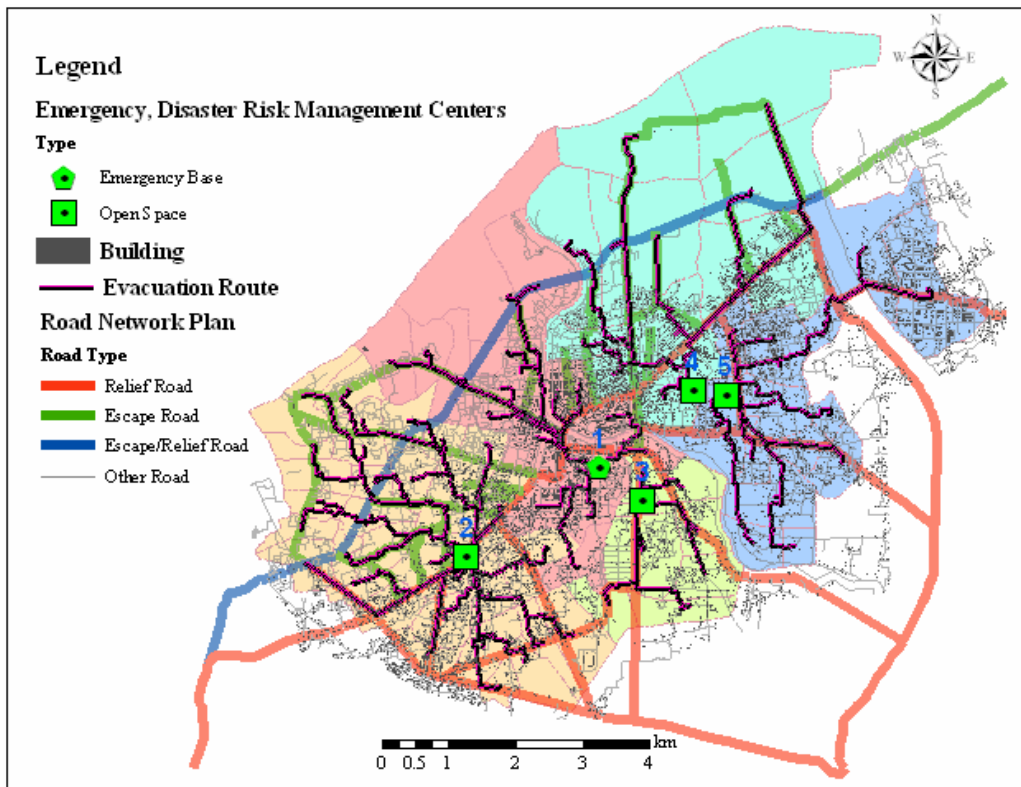 Legend
Emergency, Disaster Risk Management Centers
Type
Emergency Base
Open Space
Building
Evacuation Route
Road Network Plan
Road Type
Relief Road
Escape Road
Escape/Relief Road
Other Road
N
W E
S
4 5
1
3
2
km
0 0.5 1 2 3 4